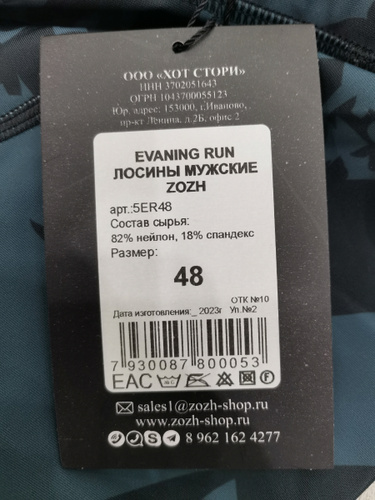 ООО «ХОТ СТОРИ»
ИНН 3702051643
ОГРН 1043700055123
Юр. адрес: 153000, г.Иваново,
пр-кт Ленина, д.2Б, офис 2
EVANING RUN
ЛОСИНЫ МУЖСКИЕ
ZOZH
арт.:5ER48
Состав сырья:
82% нейлон, 18% спандекс
Размер:
48
ОТК №10
Дата изготовления:_ 2023г Уп.№2
7 930087 800053
EAC
sales1@zozh-shop.ru
www.zozh-shop.ru
8 962 162 4277